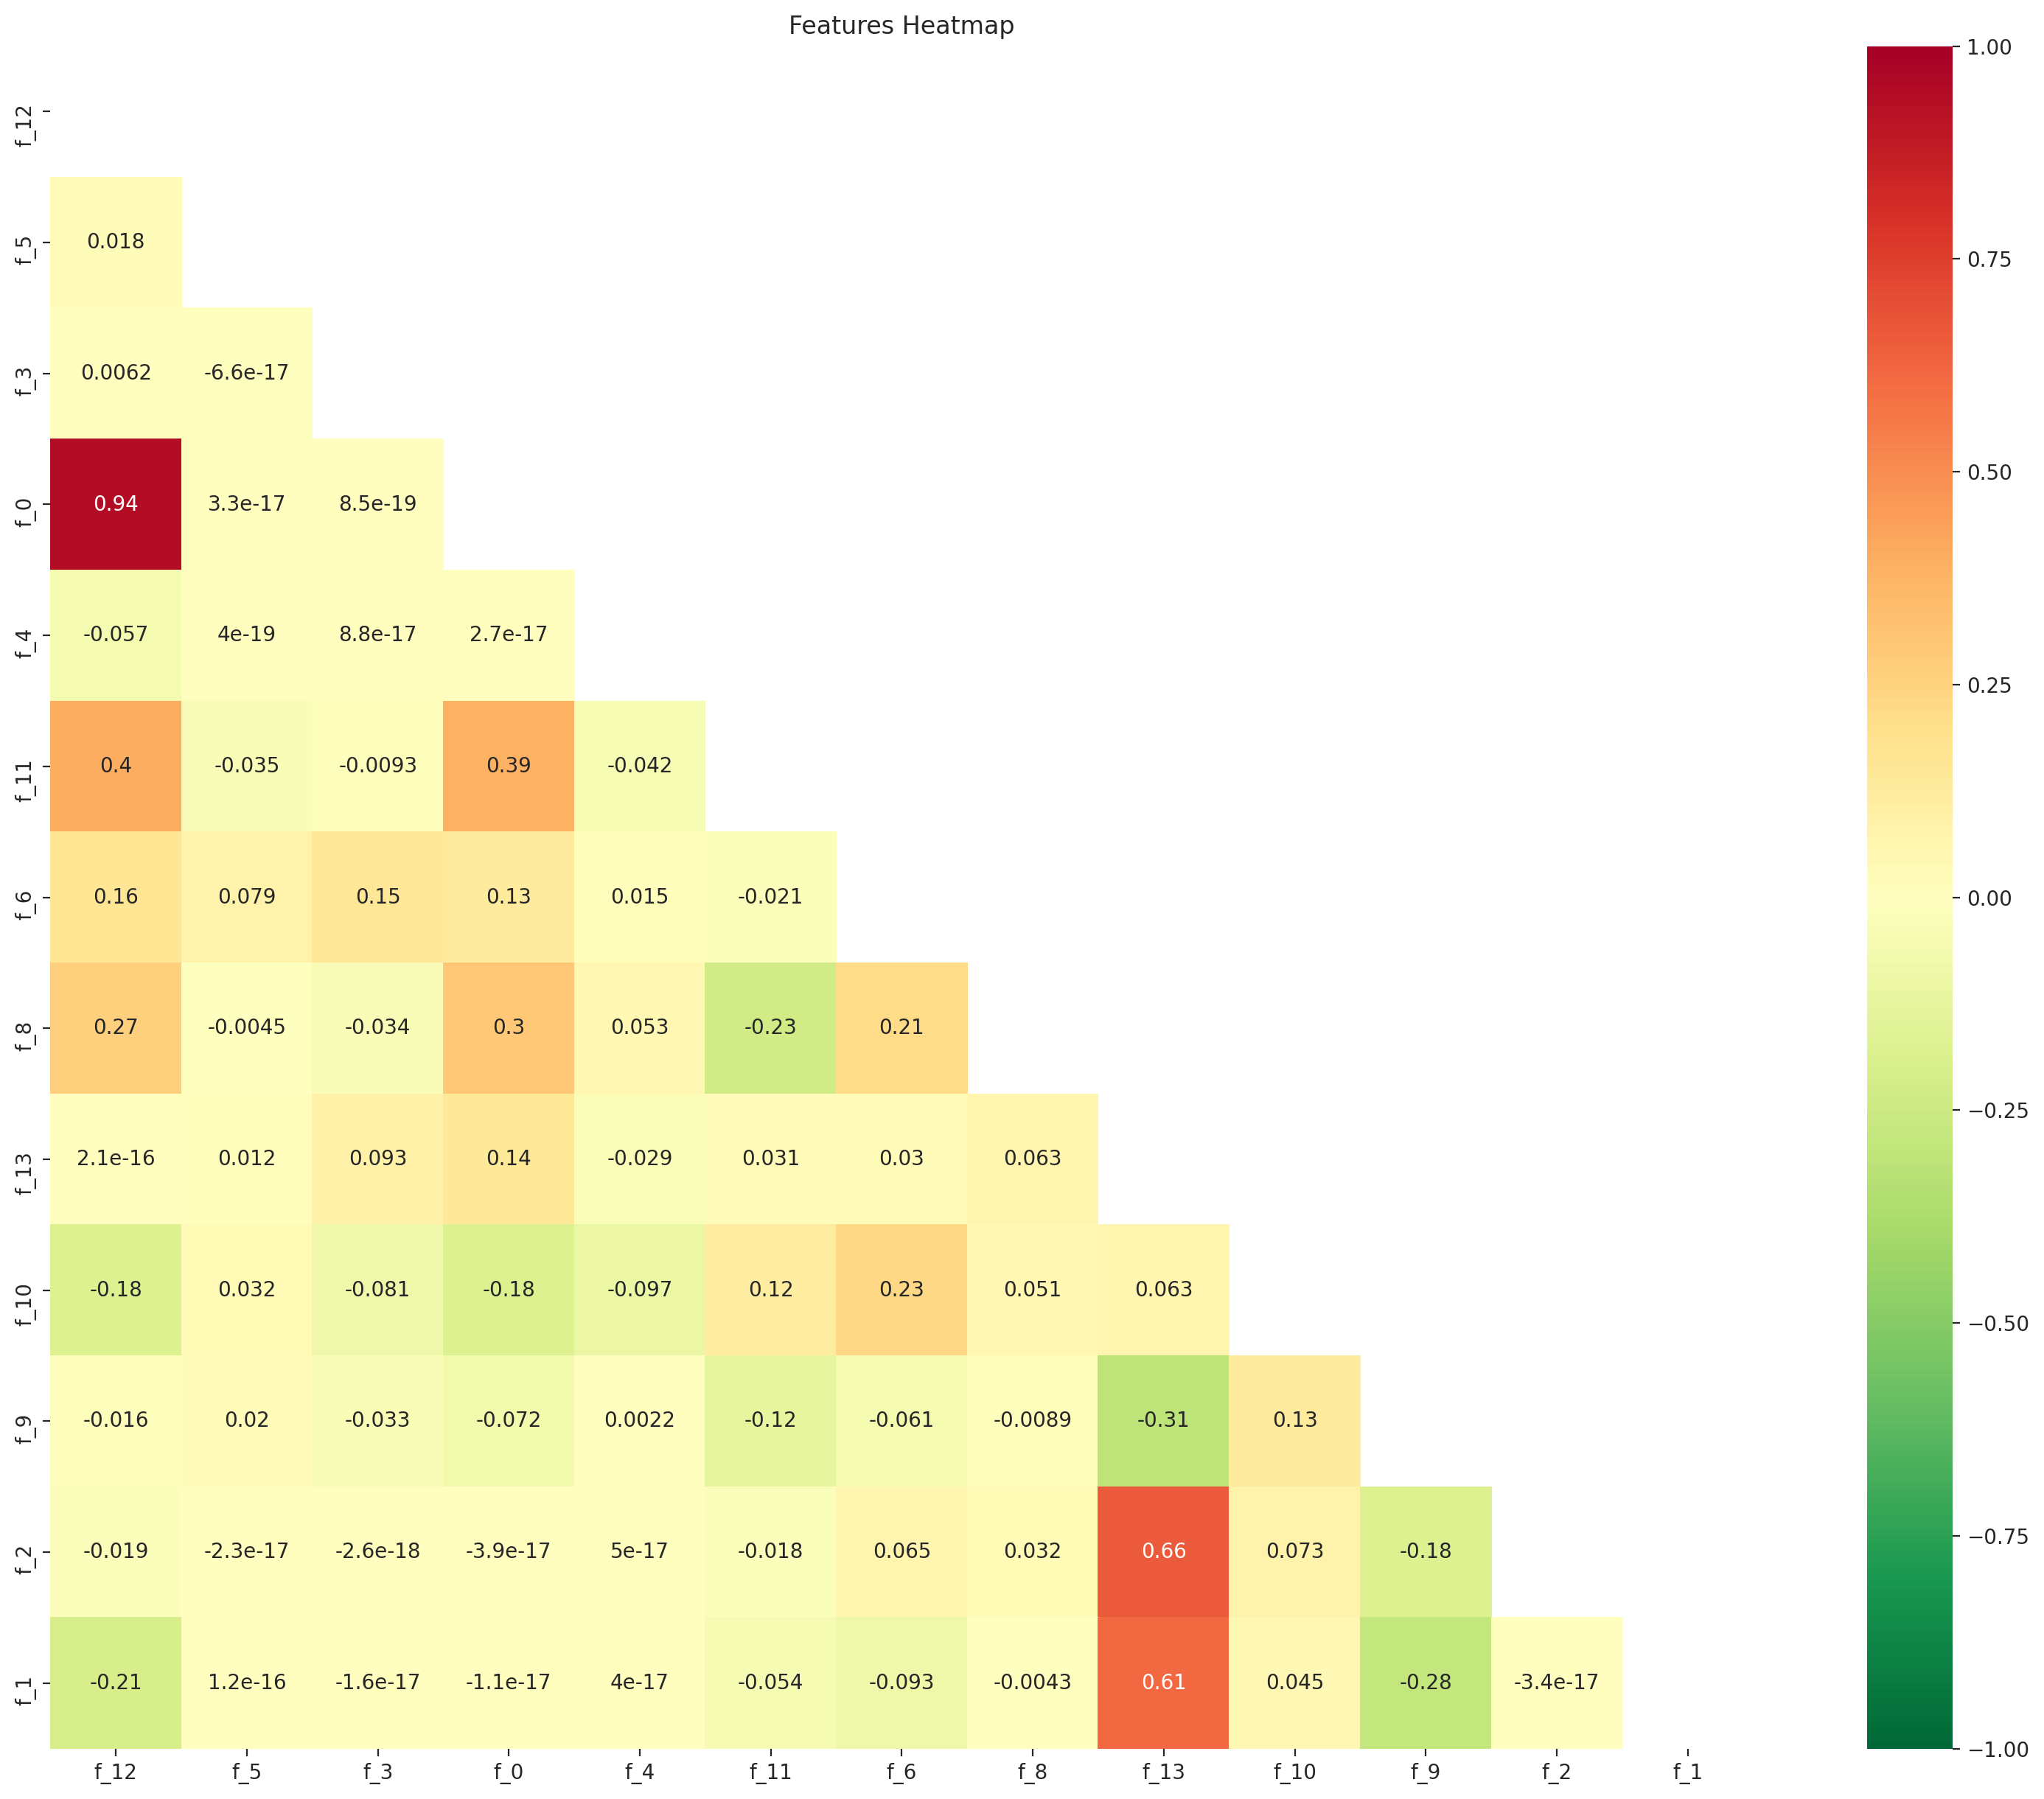 Features Heatmap
f_12
f_5 0.018
f_3 0.0062 -6.6e-17
f_0 0.94 3.3e-17 8.5e-19
f_4 -0.057 4e-19 8.8e-17 2.7e-17
f_11 0.4 -0.035 -0.0093 0.39 -0.042
f_6 0.16 0.079 0.15 0.13 0.015 -0.021
f_8 0.27 -0.0045 -0.034 0.3 0.053 -0.23 0.21
f_13 2.1e-16 0.012 0.093 0.14 -0.029 0.031 0.03 0.063
f_10 -0.18 0.032 -0.081 -0.18 -0.097 0.12 0.23 0.051 0.063
f_9 -0.016 0.02 -0.033 -0.072 0.0022 -0.12 -0.061 -0.0089 -0.31 0.13
f_2 -0.019 -2.3e-17 -2.6e-18 -3.9e-17 5e-17 -0.018 0.065 0.032 0.66 0.073 -0.18
f_1 -0.21 1.2e-16 -1.6e-17 -1.1e-17 4e-17 -0.054 -0.093 -0.0043 0.61 0.045 -0.28 -3.4e-17
f_12 f_5 f_3 f_0 f_4 f_11 f_6 f_8 f_13 f_10 f_9 f_2 f_1
1.00
0.75
0.50
0.25
0.00
−0.25
−0.50
−0.75
−1.00